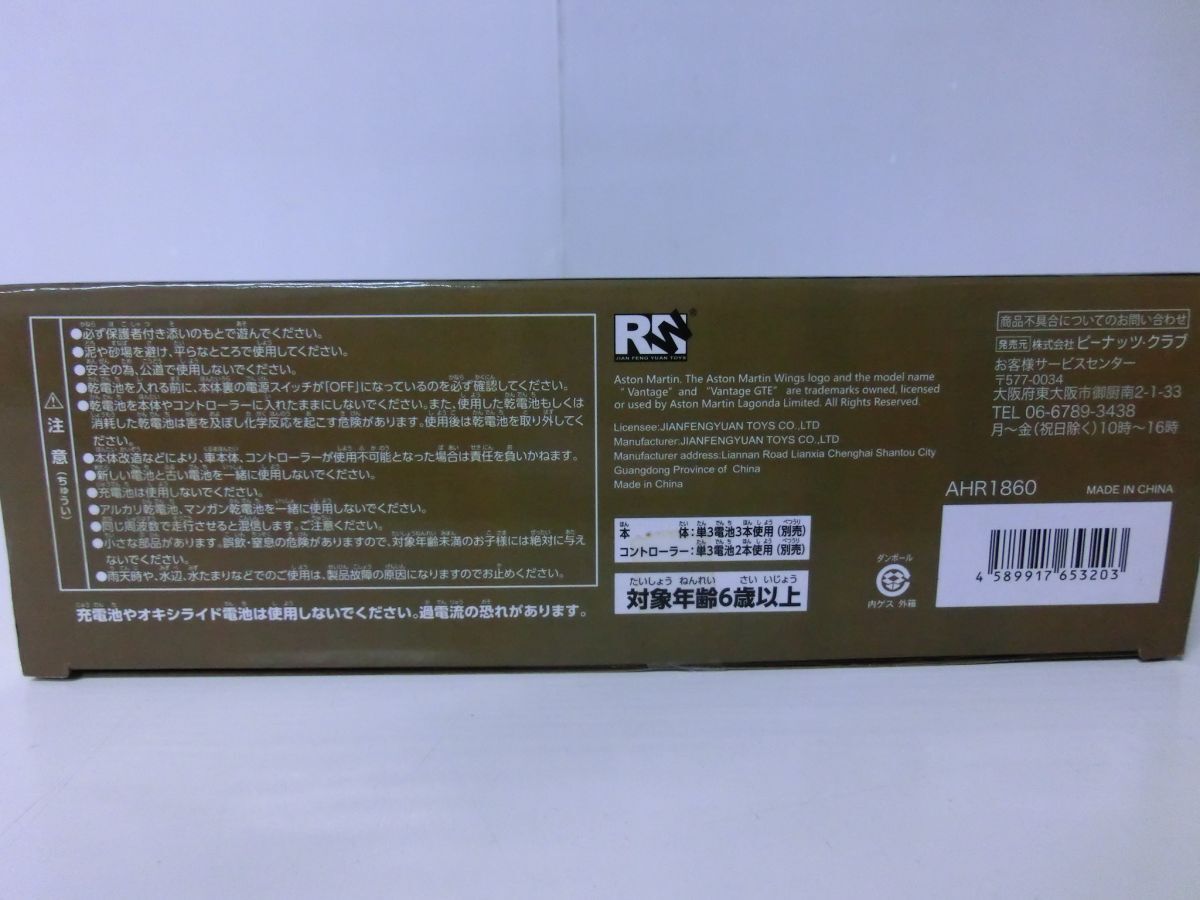 注意
(ちゅうい)
●必ず保護者付き添いのもとで遊んでください。
●泥や砂場を避け、平らなところで使用してください。
●安全の為、公道で使用しないでください。
●乾電池を入れる前に、本体裏の電源スイッチが「OFF」になっているのを必ず確認してください。
●乾電池を本体やコントローラーに入れたままにしないでください。また、使用した乾電池もしくは
消耗した乾電池は害を及ぼし化学反応を起こす危険があります。使用後は乾電池を取り外してく
ださい。
●本体改造などにより、車本体、コントローラーが使用不可能となった場合は責任を負いかねます。
●新しい電池と古い電池を一緒に使用しないでください。
●充電池は使用しないでください。
●アルカリ乾電池、マンガン乾電池を一緒に使用しないでください。
●同じ周波数で走行させると混信します。ご注意ください。
●小さな部品があります。誤飲・窒息の危険がありますので、対象年齢未満のお子様には絶対に与え
ないでください。
●雨天時や、水辺、水たまりなどでのご使用は、製品故障の原因になりますのでお止めください。
充電池やオキシライド電池は使用しないでください。過電流の恐れがあります。
®
JIAN FENG YUAN TOYS
Aston Martin. The Aston Martin Wings logo and the model name
“ Vantage” and “Vantage GTE” are trademarks owned, licensed
or used by Aston Martin Lagonda Limited. All Rights Reserved.
Licensee:JIANFENGYUAN TOYS CO.,LTD
Manufacturer:JIANFENGYUAN TOYS CO.,LTD
Manufacturer address:Liannan Road Lianxia Chenghai Shantou City
Guangdong Province of China
Made in China
本体:単3電池3本使用(別売)
コントローラー:単3電池2本使用(別売)
たいしょう ねんれい さい いじょう
対象年齢6歳以上
商品不具合についてのお問い合わせ
発売元 株式会社 ピーナッツ・クラブ
お客様サービスセンター
〒577-0034
大阪府東大阪市御厨南2-1-33
TEL 06-6789-3438
月～金(祝日除く)10時～16時
AHR1860 MADE IN CHINA
ダンボール
内ゲス 外箱
4 589917 653203